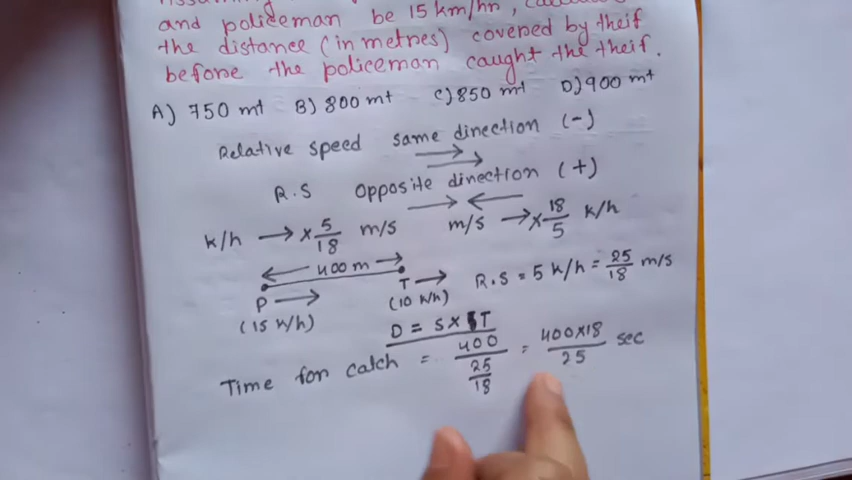 and policeman be 15 km/hr,
the distance (in metres) covered by theif
before the policeman caught the theif.
A) 750 mt B) 800 mt C) 850 mt D) 900 mt
Relative speed same direction (-)
R.S opposite direction (+)
k/h → × 5/18 m/s m/s → × 18/5 k/h
400 m
P T R.S = 5 k/h = 25/18 m/s
(15 k/h) (10 k/h)
D = S × T
Time for catch = 400/(25/18) = 400×18/25 sec